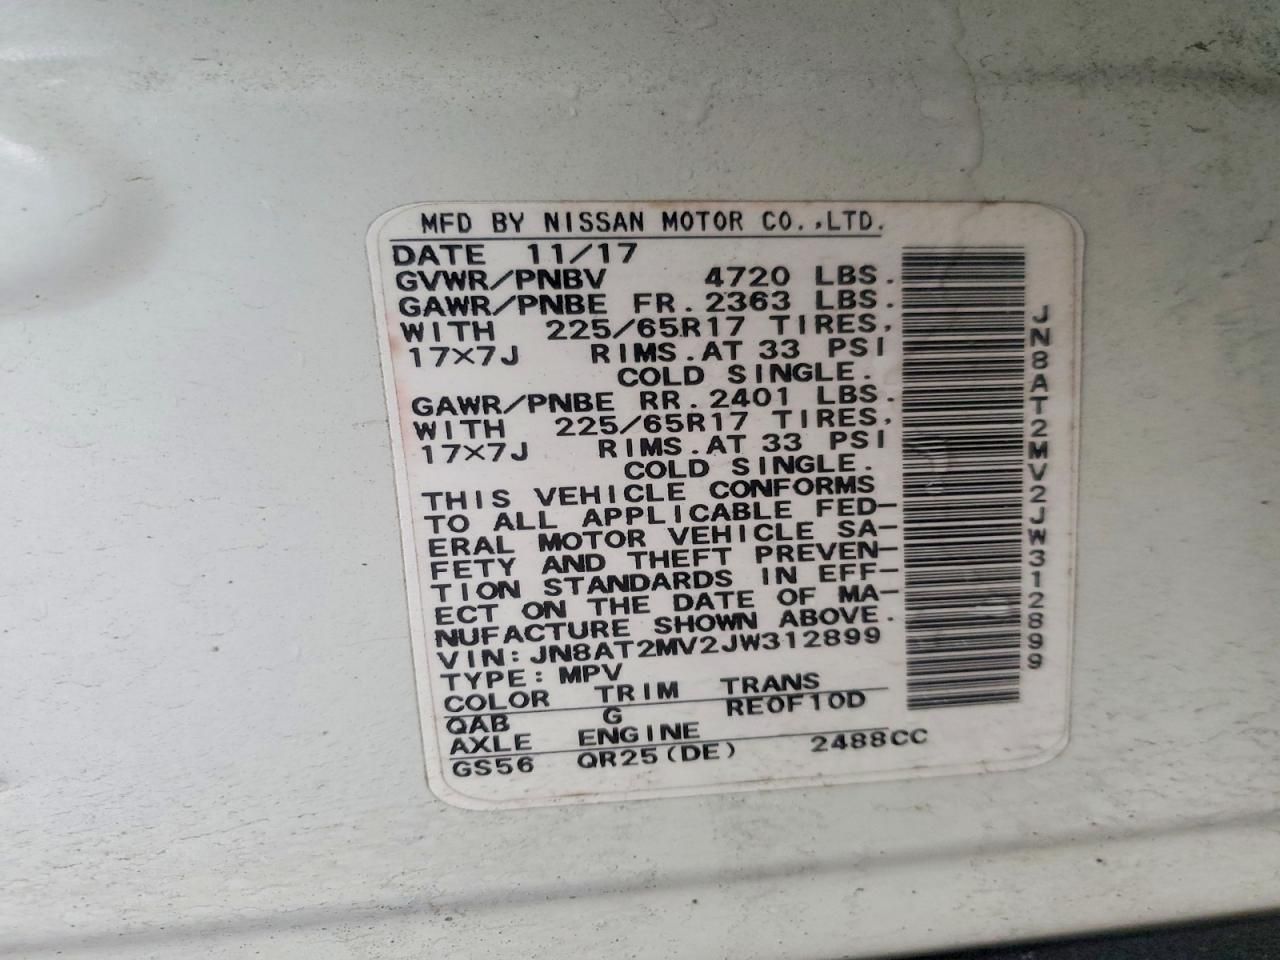 MFD BY NISSAN MOTOR CO.,LTD.
DATE 11/17
GVWR/PNBV 4720 LBS.
GAWR/PNBE FR. 2363 LBS.
WITH 225/65R17 TIRES,
17X7J RIMS.AT 33 PSI
COLD SINGLE.
GAWR/PNBE RR. 2401 LBS.
WITH 225/65R17 TIRES,
17X7J RIMS.AT 33 PSI
COLD SINGLE.
THIS VEHICLE CONFORMS
TO ALL APPLICABLE FED-
ERAL MOTOR VEHICLE SA-
FETY AND THEFT PREVEN-
TION STANDARDS IN EFF-
ECT ON THE DATE OF MA-
NUFACTURE SHOWN ABOVE.
VIN: JN8AT2MV2JW312899
TYPE: MPV
COLOR TRIM TRANS
QAB G RE0F10D
AXLE ENGINE
GS56 QR25(DE) 2488CC
JN8AT2MV2JW312899